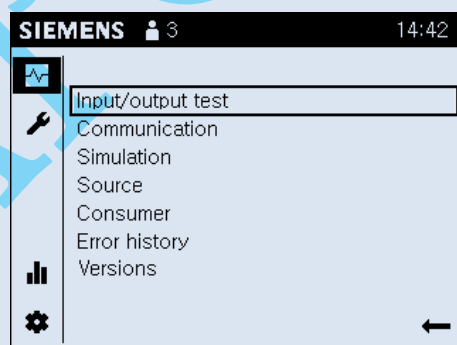 SIEMENS 3 14:42
Input/output test
Communication
Simulation
Source
Consumer
Error history
Versions